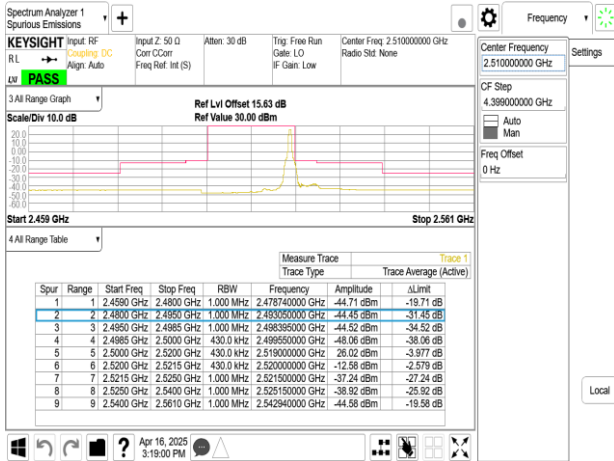 Spectrum Analyzer 1
Spurious Emissions
Frequency
KEYSIGHT Input: RF Input Z: 50 Ω Atten: 30 dB Trig: Free Run Center Freq: 2.510000000 GHz
RL Coupling: DC Corr CCorr Gate: LO Radio Std: None
Align: Auto Freq Ref: Int (S) IF Gain: Low
LXI PASS
Center Frequency
2.510000000 GHz
Settings
CF Step
4.399000000 GHz
Auto
Man
Freq Offset
0 Hz
Local
3 All Range Graph
Ref Lvl Offset 15.63 dB
Scale/Div 10.0 dB Ref Value 30.00 dBm
20.0
10.0
0.00
-10.0
-20.0
-30.0
-40.0
-50.0
-60.0
Start 2.459 GHz Stop 2.561 GHz
4 All Range Table
Measure Trace Trace 1
Trace Type Trace Average (Active)
Spur Range Start Freq Stop Freq RBW Frequency Amplitude ΔLimit
1 1 2.4590 GHz 2.4800 GHz 1.000 MHz 2.478740000 GHz -44.71 dBm -19.71 dB
2 2 2.4800 GHz 2.4950 GHz 1.000 MHz 2.493050000 GHz -44.45 dBm -31.45 dB
3 3 2.4950 GHz 2.4985 GHz 1.000 MHz 2.498395000 GHz -44.52 dBm -34.52 dB
4 4 2.4985 GHz 2.5000 GHz 430.0 kHz 2.499550000 GHz -48.06 dBm -38.06 dB
5 5 2.5000 GHz 2.5200 GHz 430.0 kHz 2.519000000 GHz 26.02 dBm -3.977 dB
6 6 2.5200 GHz 2.5215 GHz 430.0 kHz 2.520000000 GHz -12.58 dBm -2.579 dB
7 7 2.5215 GHz 2.5250 GHz 1.000 MHz 2.521500000 GHz -37.24 dBm -27.24 dB
8 8 2.5250 GHz 2.5400 GHz 1.000 MHz 2.525150000 GHz -38.92 dBm -25.92 dB
9 9 2.5400 GHz 2.5610 GHz 1.000 MHz 2.542940000 GHz -44.58 dBm -19.58 dB
Apr 16, 2025
3:19:00 PM